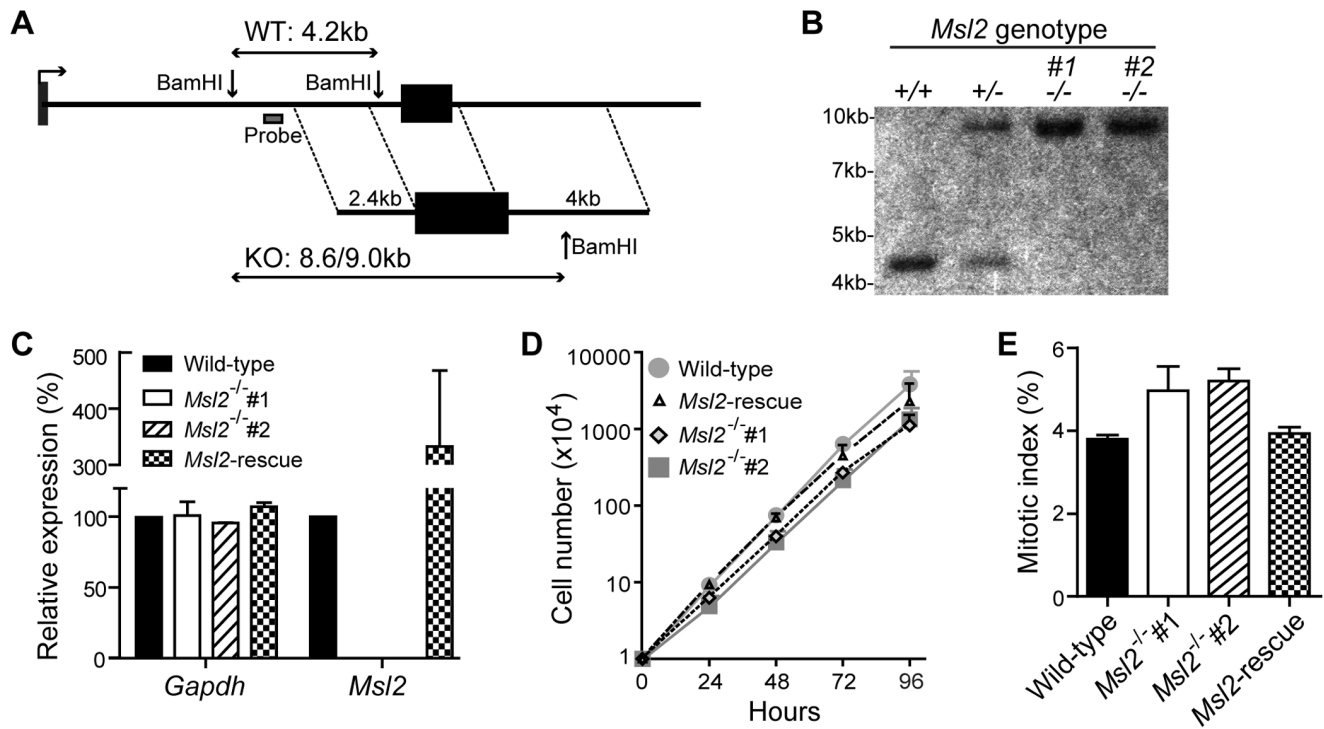 A
WT: 4.2kb
BamHI
BamHI
Probe
2.4kb
4kb
BamHI
KO: 8.6/9.0kb
B
Msl2 genotype
#1 #2
+/+ +/- -/- -/-
10kb-
7kb-
5kb-
4kb-
C
Relative expression (%)
500
400
300
100
50
0
Wild-type
Msl2-/-#1
Msl2-/-#2
Msl2-rescue
Gapdh
Msl2
D
Cell number (x10⁴)
10000
1000
100
10
1
Wild-type
Msl2-rescue
Msl2-/-#1
Msl2-/-#2
0 24 48 72 96
Hours
E
Mitotic index (%)
6
4
2
0
Wild-type
Msl2-/-#1
Msl2-/-#2
Msl2-rescue